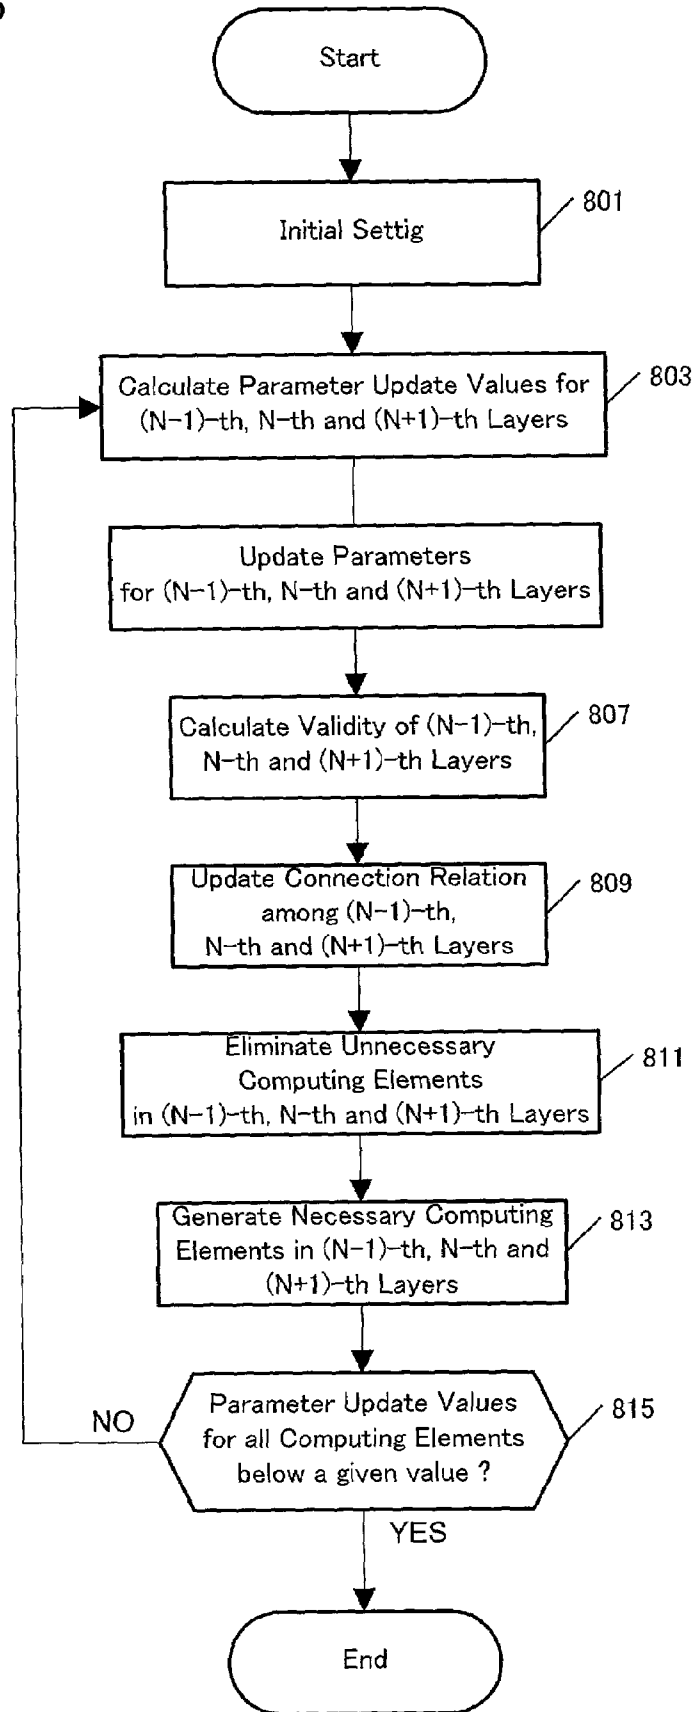 Start
Initial Settig
801
Calculate Parameter Update Values for
(N-1)-th, N-th and (N+1)-th Layers
803
Update Parameters
for (N-1)-th, N-th and (N+1)-th Layers
Calculate Validity of (N-1)-th,
N-th and (N+1)-th Layers
807
Update Connection Relation
among (N-1)-th,
N-th and (N+1)-th Layers
809
Eliminate Unnecessary
Computing Elements
in (N-1)-th, N-th and (N+1)-th Layers
811
Generate Necessary Computing
Elements in (N-1)-th, N-th and
(N+1)-th Layers
813
Parameter Update Values
for all Computing Elements
below a given value ?
815
NO
YES
End